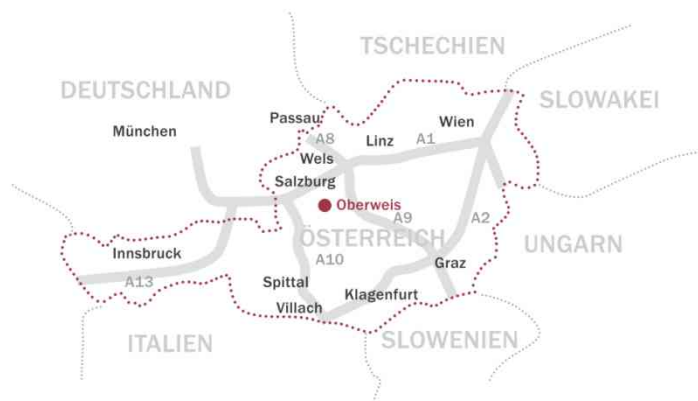 TSCHECHIEN
DEUTSCHLAND
SLOWAKEI
Passau
Wien
München
A8
Linz
A1
Wels
Salzburg
Oberweis
A9
A2
ÖSTERREICH
UNGARN
Innsbruck
A10
Graz
A13
Spittal
Klagenfurt
Villach
ITALIEN
SLOWENIEN